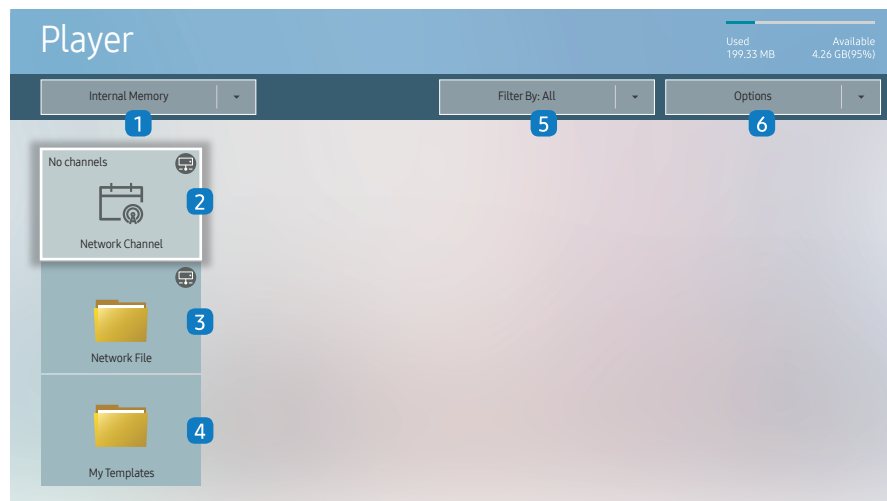 Player
Used Available
199.33 MB 4.26 GB(95%)
Internal Memory
Filter By: All
Options
1
5
6
No channels
2
Network Channel
3
Network File
4
My Templates